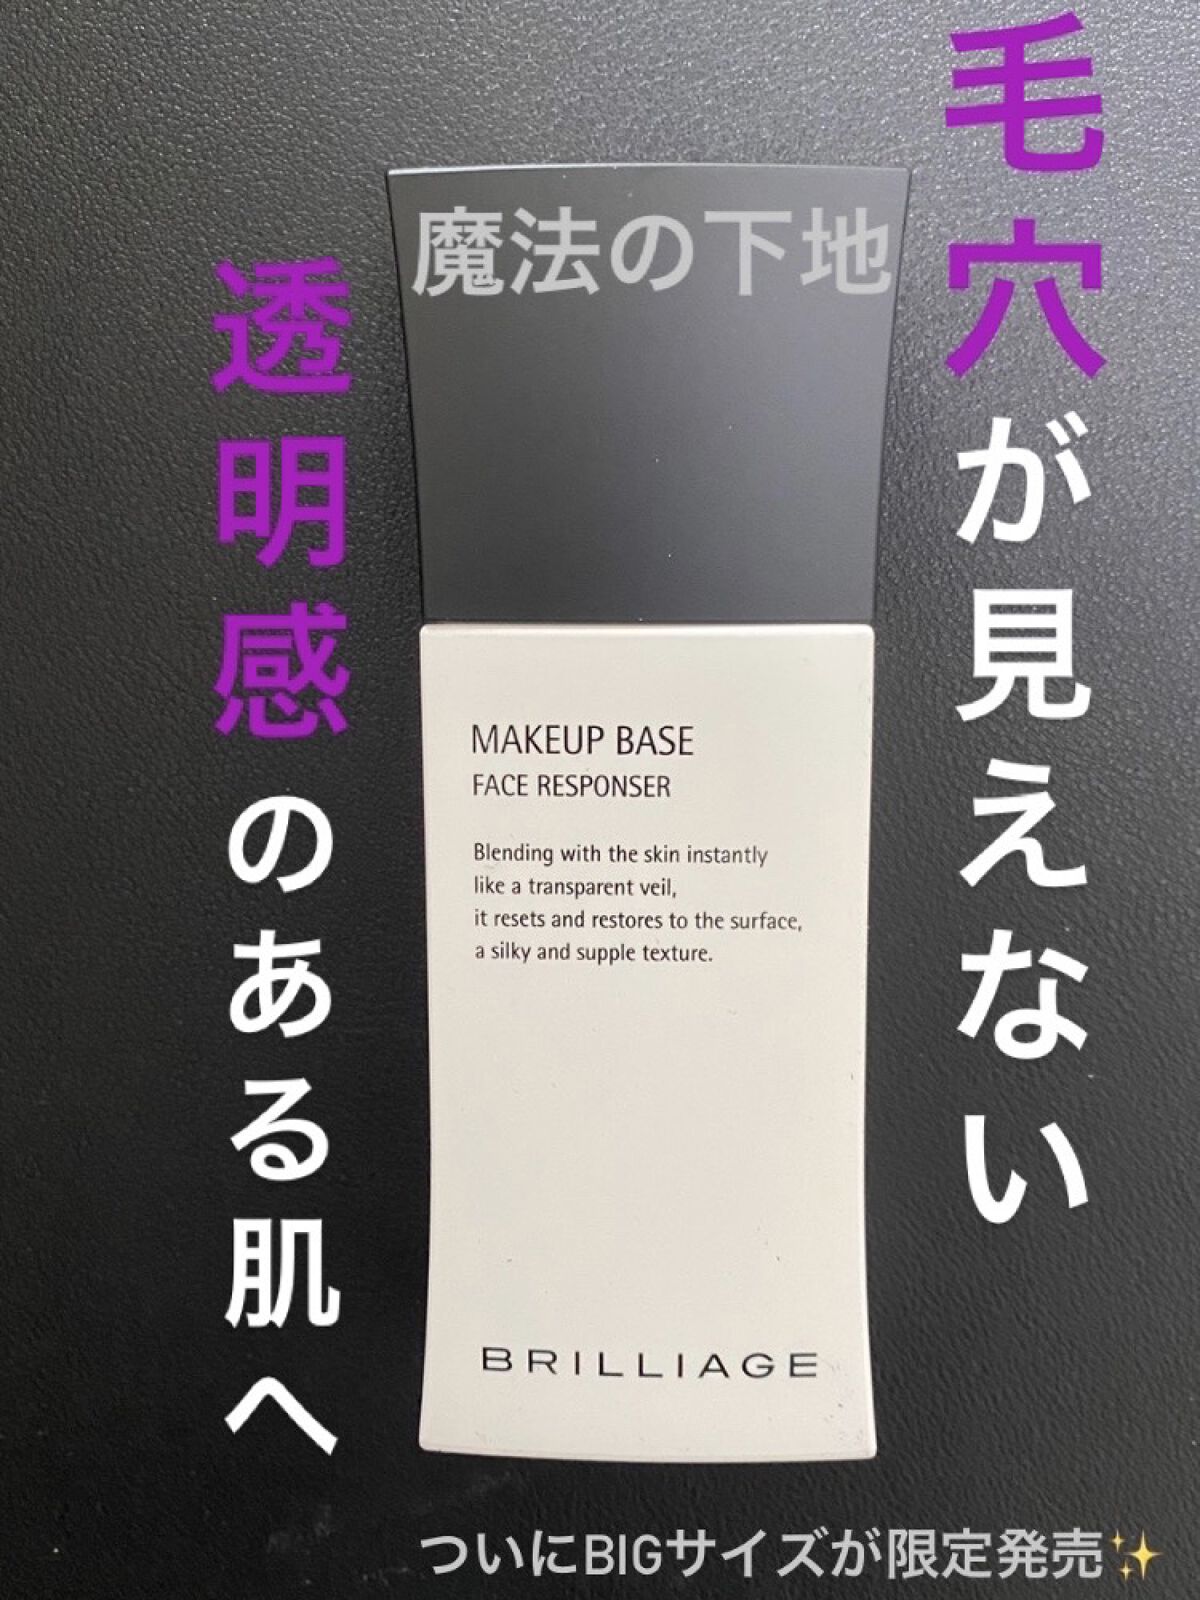 毛穴が見えない
透明感のある肌へ
魔法の下地
MAKEUP BASE
FACE RESPONSER
Blending with the skin instantly
like a transparent veil,
it resets and restores to the surface,
a silky and supple texture.
BRILLIAGE
ついにBIGサイズが限定発売✨